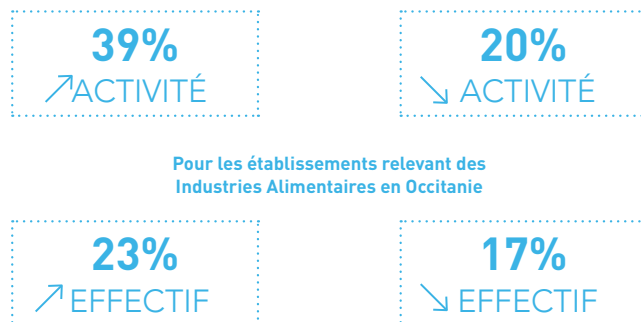 39%
↗ACTIVITÉ
20%
↘ ACTIVITÉ
Pour les établissements relevant des
Industries Alimentaires en Occitanie
23%
↗ EFFECTIF
17%
↘ EFFECTIF